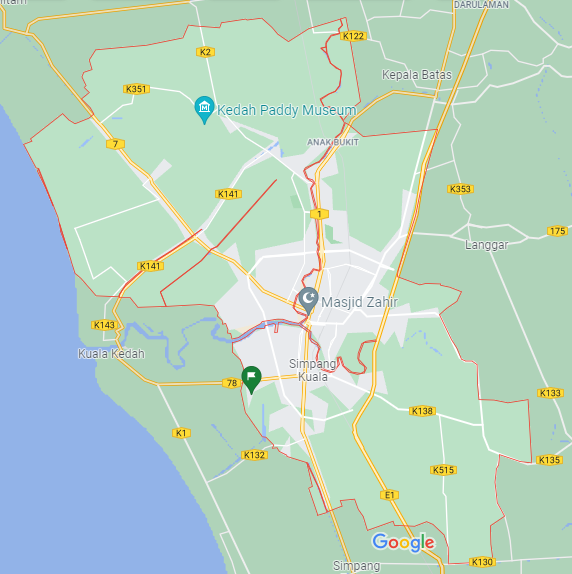 DARULAMAN
K122
K2
Kepala Batas
K351
Kedah Paddy Museum
7
ANAK BUKIT
K353
K141
1
175
Langgar
K141
Masjid Zahir
K143
Kuala Kedah
Simpang
Kuala
78
K133
K138
K1
K132
K135
K515
E1
Google
K130
Simpang